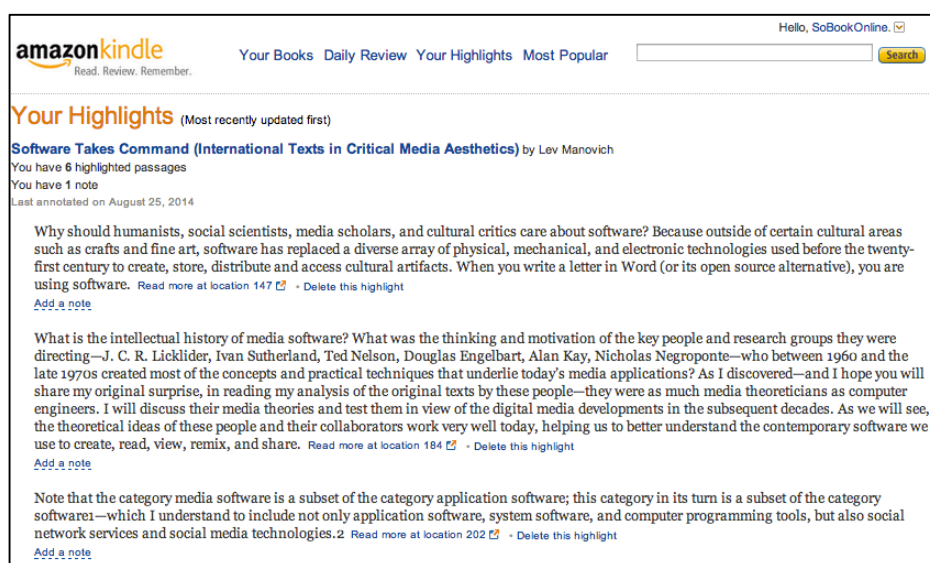 Hello, SoBookOnline.
amazonkindle
Read. Review. Remember.
Your Books Daily Review Your Highlights Most Popular
Search
Your Highlights (Most recently updated first)
Software Takes Command (International Texts in Critical Media Aesthetics) by Lev Manovich
You have 6 highlighted passages
You have 1 note
Last annotated on August 25, 2014
Why should humanists, social scientists, media scholars, and cultural critics care about software? Because outside of certain cultural areas
such as crafts and fine art, software has replaced a diverse array of physical, mechanical, and electronic technologies used before the twenty-
first century to create, store, distribute and access cultural artifacts. When you write a letter in Word (or its open source alternative), you are
using software. Read more at location 147 • Delete this highlight
Add a note
What is the intellectual history of media software? What was the thinking and motivation of the key people and research groups they were
directing—J. C. R. Licklider, Ivan Sutherland, Ted Nelson, Douglas Engelbart, Alan Kay, Nicholas Negroponte—who between 1960 and the
late 1970s created most of the concepts and practical techniques that underlie today's media applications? As I discovered—and I hope you will
share my original surprise, in reading my analysis of the original texts by these people—they were as much media theoreticians as computer
engineers. I will discuss their media theories and test them in view of the digital media developments in the subsequent decades. As we will see,
the theoretical ideas of these people and their collaborators work very well today, helping us to better understand the contemporary software we
use to create, read, view, remix, and share. Read more at location 184 • Delete this highlight
Add a note
Note that the category media software is a subset of the category application software; this category in its turn is a subset of the category
software1—which I understand to include not only application software, system software, and computer programming tools, but also social
network services and social media technologies.2 Read more at location 202 • Delete this highlight
Add a note